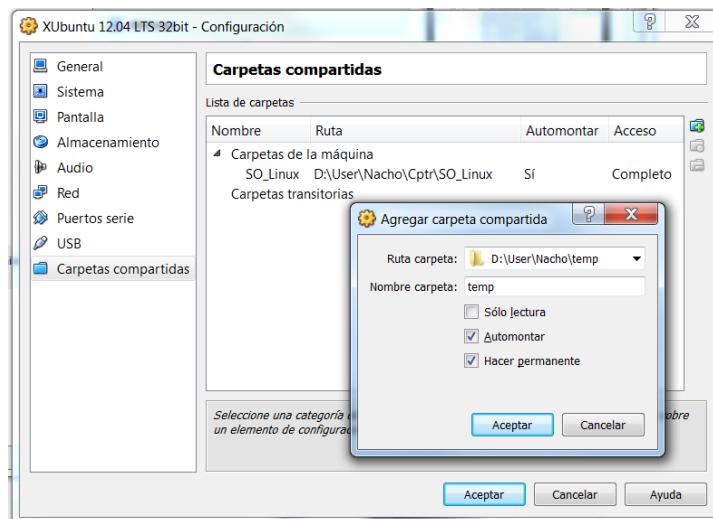 XUbuntu 12.04 LTS 32bit - Configuración
General
Sistema
Pantalla
Almacenamiento
Audio
Red
Puertos serie
USB
Carpetas compartidas
Carpetas compartidas
Lista de carpetas
Nombre Ruta Automontar Acceso
Carpetas de la máquina
SO_Linux D:\User\Nacho\Cptr\SO_Linux Sí Completo
Carpetas transitorias
Agregar carpeta compartida
Ruta carpeta: D:\User\Nacho\temp
Nombre carpeta: temp
Sólo lectura
Automontar
Hacer permanente
Aceptar Cancelar
Seleccione una categoría
un elemento de
Aceptar Cancelar Ayuda